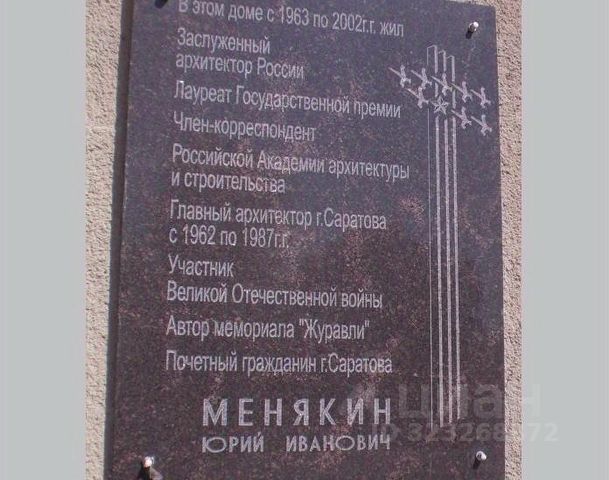 В этом доме с 1963 по 2002г.г. жил
Заслуженный
архитектор России
Лауреат Государственной премии
Член-корреспондент
Российской Академии архитектуры
и строительства
Главный архитектор г.Саратова
с 1962 по 1987г.г.
Участник
Великой Отечественной войны
Автор мемориала "Журавли"
Почетный гражданин г.Саратова
МЕНЯКИН
ЮРИЙ ИВАНОВИЧ
циан